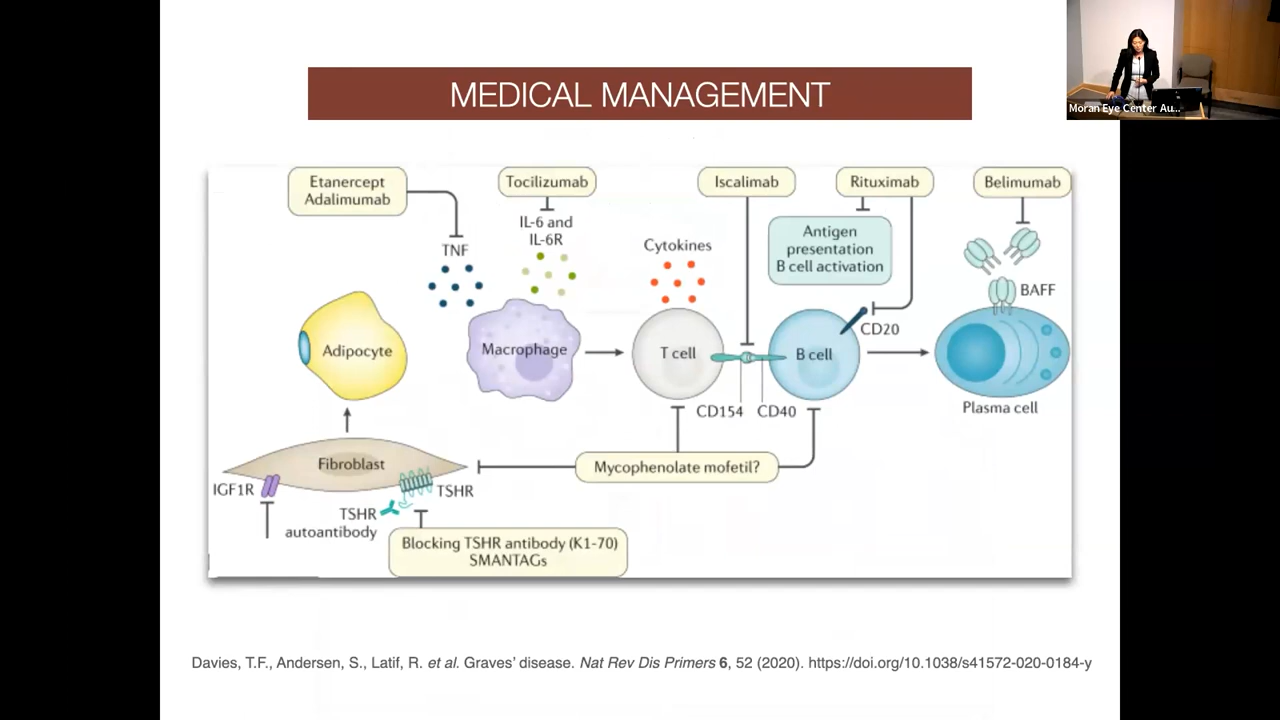 MEDICAL MANAGEMENT
Moran Eye Center Au...
Etanercept
Adalimumab
Tocilizumab
Iscalimab
Rituximab
Belimumab
TNF
IL-6 and
IL-6R
Cytokines
Antigen
presentation
B cell activation
BAFF
CD20
Adipocyte
Macrophage
T cell
B cell
CD154
CD40
Plasma cell
Fibroblast
Mycophenolate mofetil?
IGF1R
TSHR
TSHR
autoantibody
Blocking TSHR antibody (K1-70)
SMANTAGs
Davies, T.F., Andersen, S., Latif, R. et al. Graves’ disease. Nat Rev Dis Primers 6, 52 (2020). https://doi.org/10.1038/s41572-020-0184-y